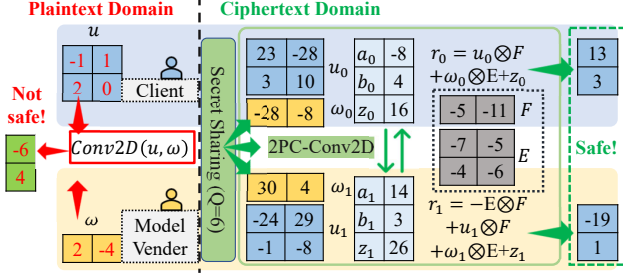 Plaintext Domain
Ciphertext Domain
u
-1 1
2 0
Client
Not safe!
-6
4
Conv2D(u, ω)
ω
2 -4
Model Vender
Secret Sharing (Q=6)
23 -28
3 10
u₀
-28 -8
ω₀
a₀ -8
b₀ 4
z₀ 16
r₀ = u₀⊗F
+ω₀⊗E+z₀
13
3
-5 -11
F
-7 -5
-4 -6
E
2PC-Conv2D
Safe!
30 4
ω₁
-24 29
-1 -8
u₁
a₁ 14
b₁ 3
z₁ 26
r₁ = −E⊗F
+u₁⊗F
+ω₁⊗E+z₁
-19
1